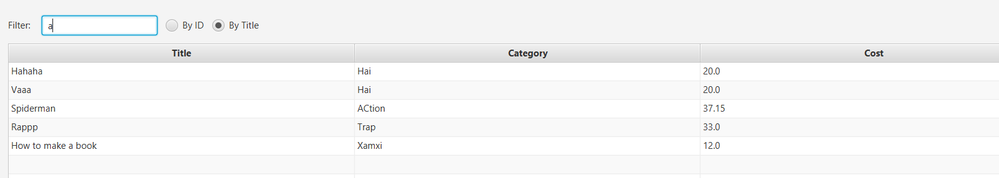 Filter: a By ID By Title
Title Category Cost
Hahaha Hai 20.0
Vaaa Hai 20.0
Spiderman ACtion 37.15
Rappp Trap 33.0
How to make a book Xamxi 12.0